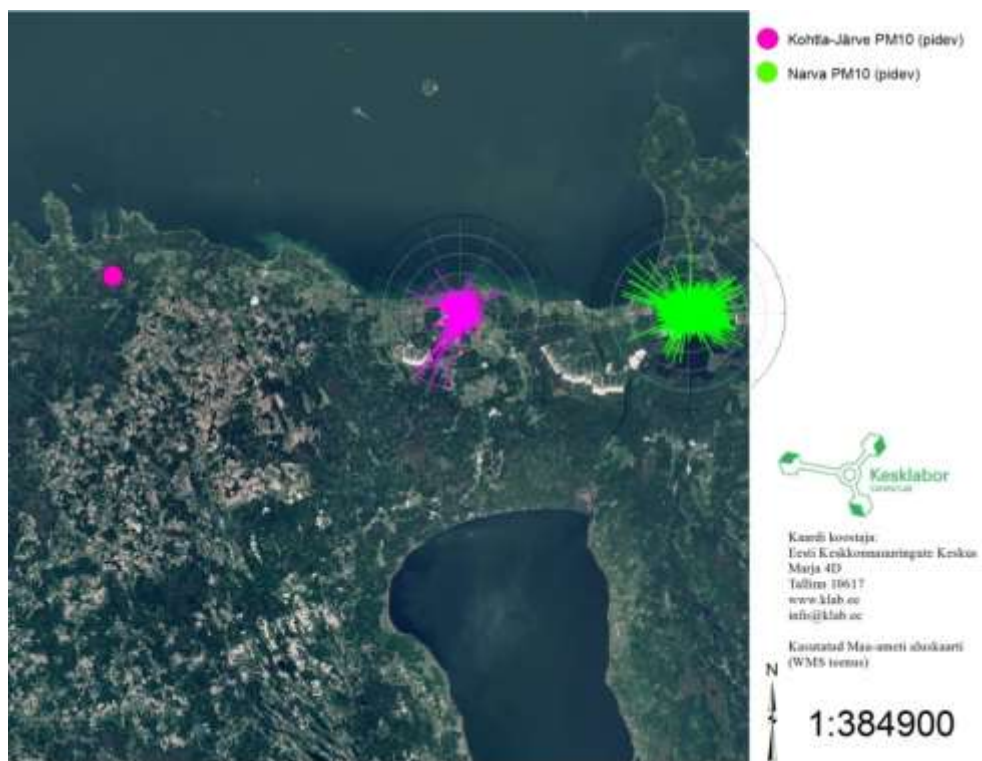 Kohtla-Järve PM10 (pidev)
Narva PM10 (pidev)
Kesklabor
Kaardi koostaja:
Eesti Keskkonnauuringute Keskus
Marja 4D
Tallinn 10617
www.klab.ee
info@klab.ee
Kasutatud Maa-ameti aluskaarti
(WMS teenus)
N
1:384900